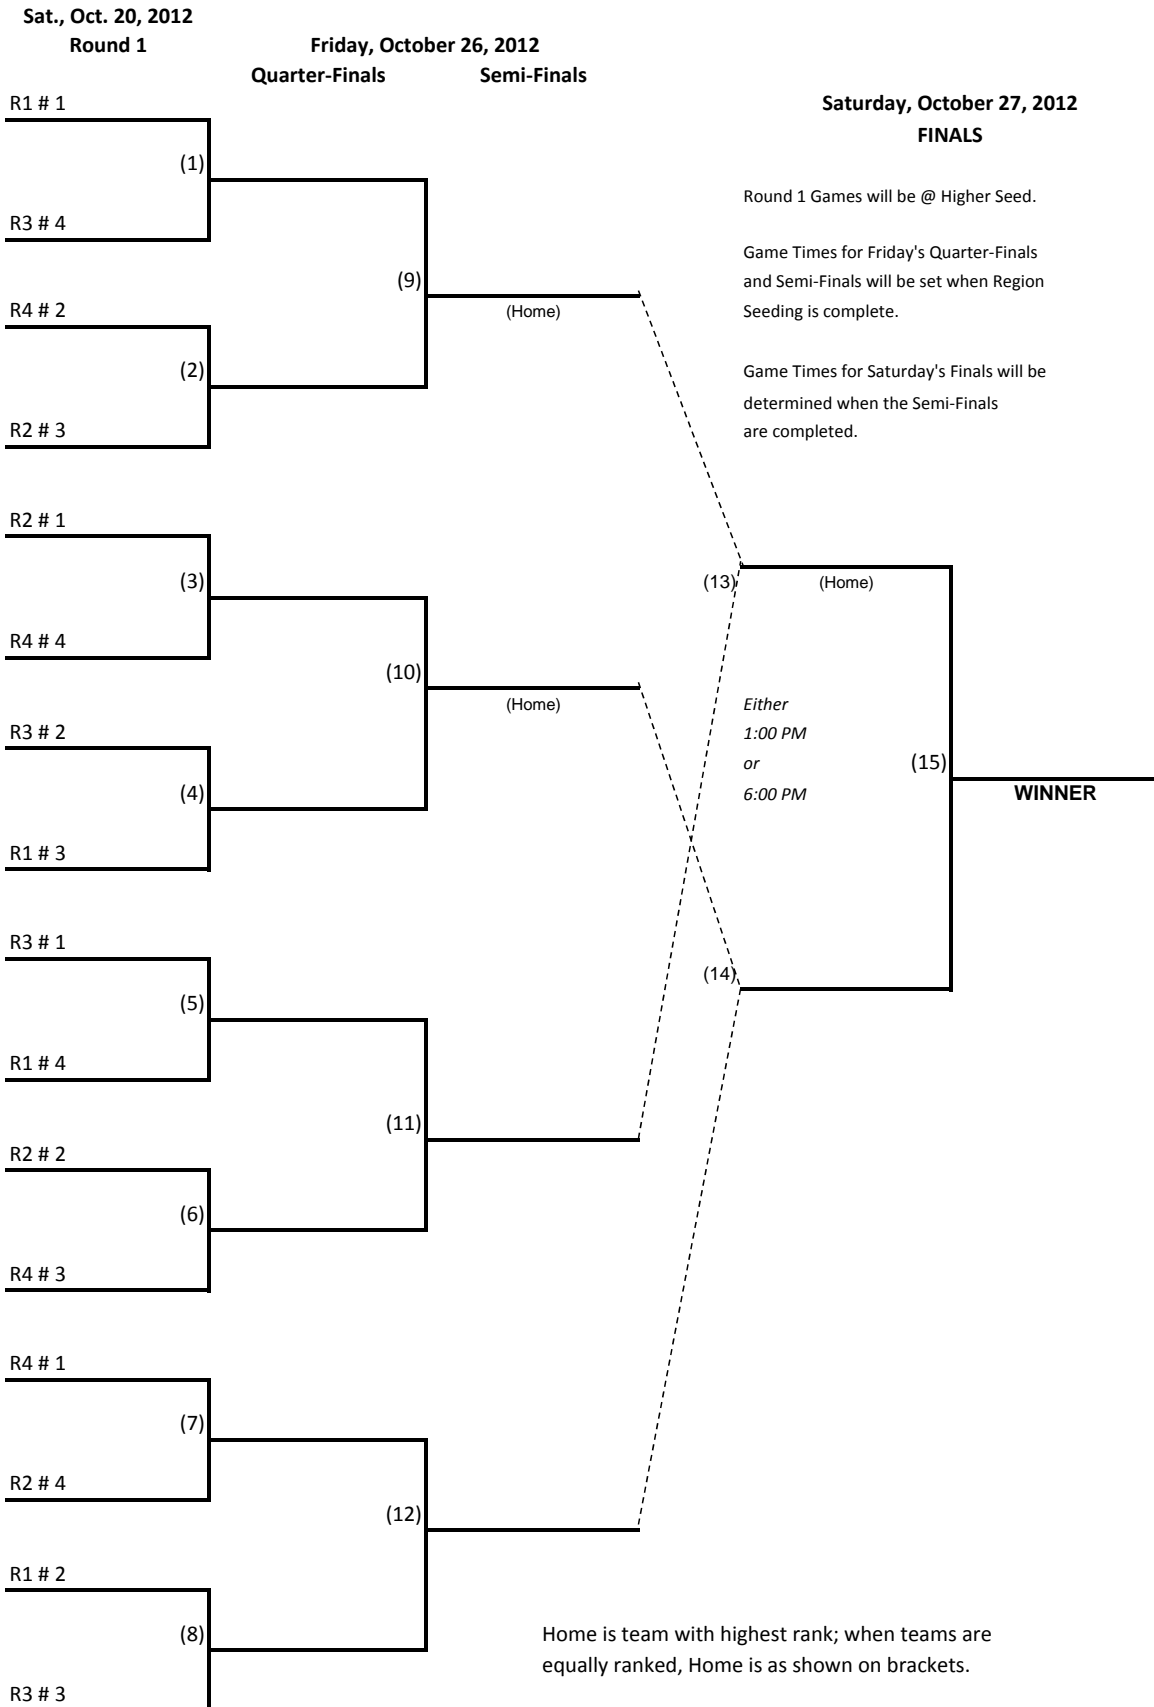 Sat., Oct. 20, 2012
Round 1
Friday, October 26, 2012
Quarter-Finals
Semi-Finals
Saturday, October 27, 2012
FINALS
R1 # 1
(1)
R3 # 4
R4 # 2
(2)
R2 # 3
(9)
(Home)
Round 1 Games will be @ Higher Seed.
Game Times for Friday's Quarter-Finals
and Semi-Finals will be set when Region
Seeding is complete.
Game Times for Saturday's Finals will be
determined when the Semi-Finals
are completed.
R2 # 1
(3)
R4 # 4
R3 # 2
(4)
R1 # 3
(10)
(Home)
(13)
(Home)
Either
1:00 PM
or
6:00 PM
(15)
WINNER
R3 # 1
(5)
R1 # 4
R2 # 2
(6)
R4 # 3
(11)
(14)
R4 # 1
(7)
R2 # 4
R1 # 2
(8)
R3 # 3
(12)
Home is team with highest rank; when teams are
equally ranked, Home is as shown on brackets.